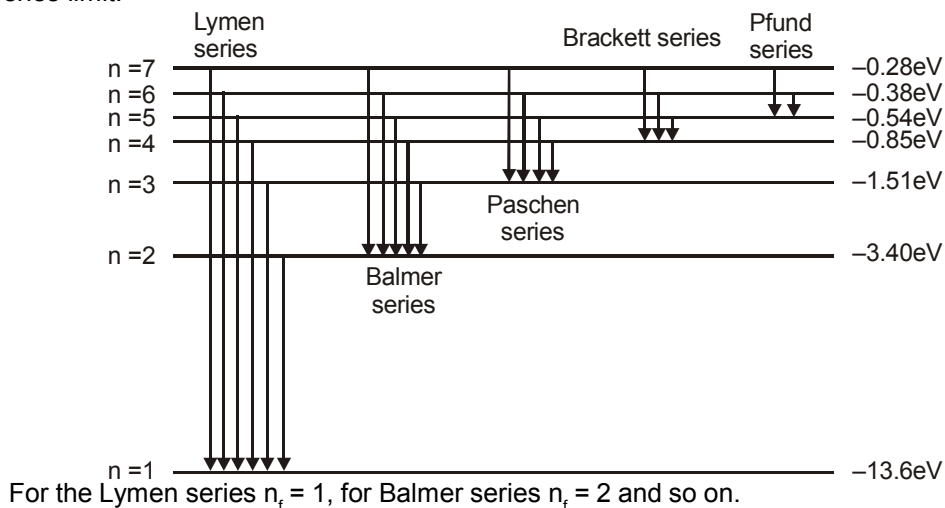 Lymen
series
Brackett series
Pfund
series
n =7
–0.28eV
n =6
–0.38eV
n =5
–0.54eV
n =4
–0.85eV
n =3
–1.51eV
Paschen
series
n =2
–3.40eV
Balmer
series
n =1
–13.6eV
For the Lymen series n_f = 1, for Balmer series n_f = 2 and so on.